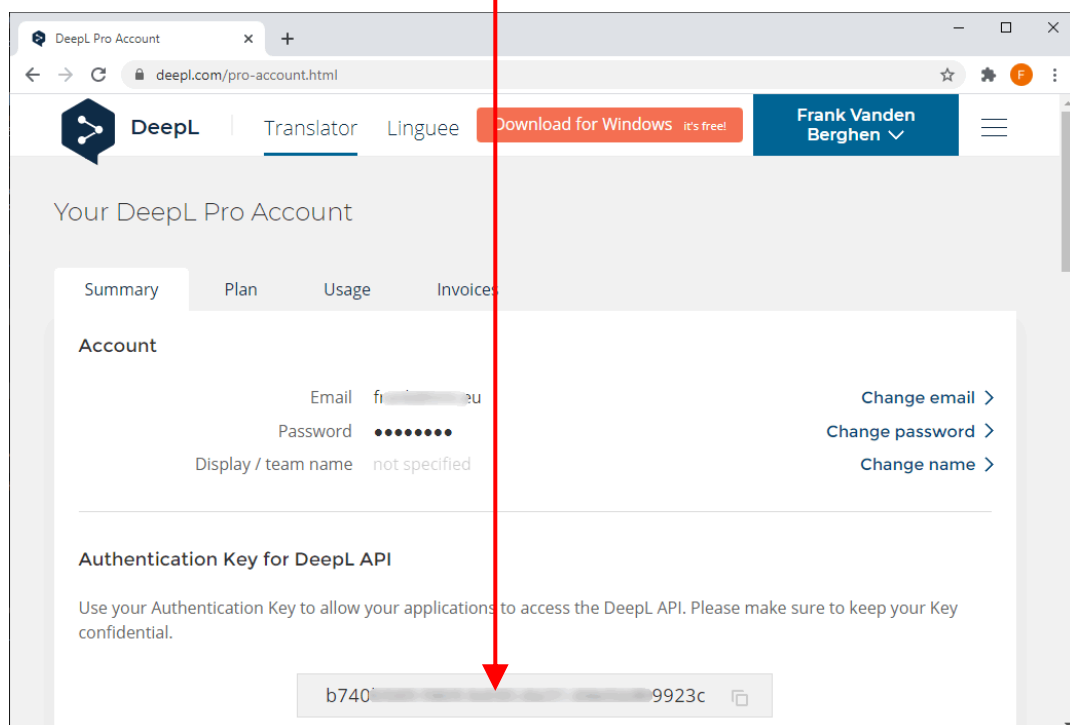 DeepL Pro Account
deepl.com/pro-account.html
F
DeepL
Translator
Linguee
Download for Windows it's free!
Frank Vanden
Berghen
Your DeepL Pro Account
Summary Plan Usage Invoices
Account
Email eu Change email
Password •••••••• Change password
Display / team name not specified Change name
Authentication Key for DeepL API
Use your Authentication Key to allow your applications to access the DeepL API. Please make sure to keep your Key
confidential.
b740 9923c